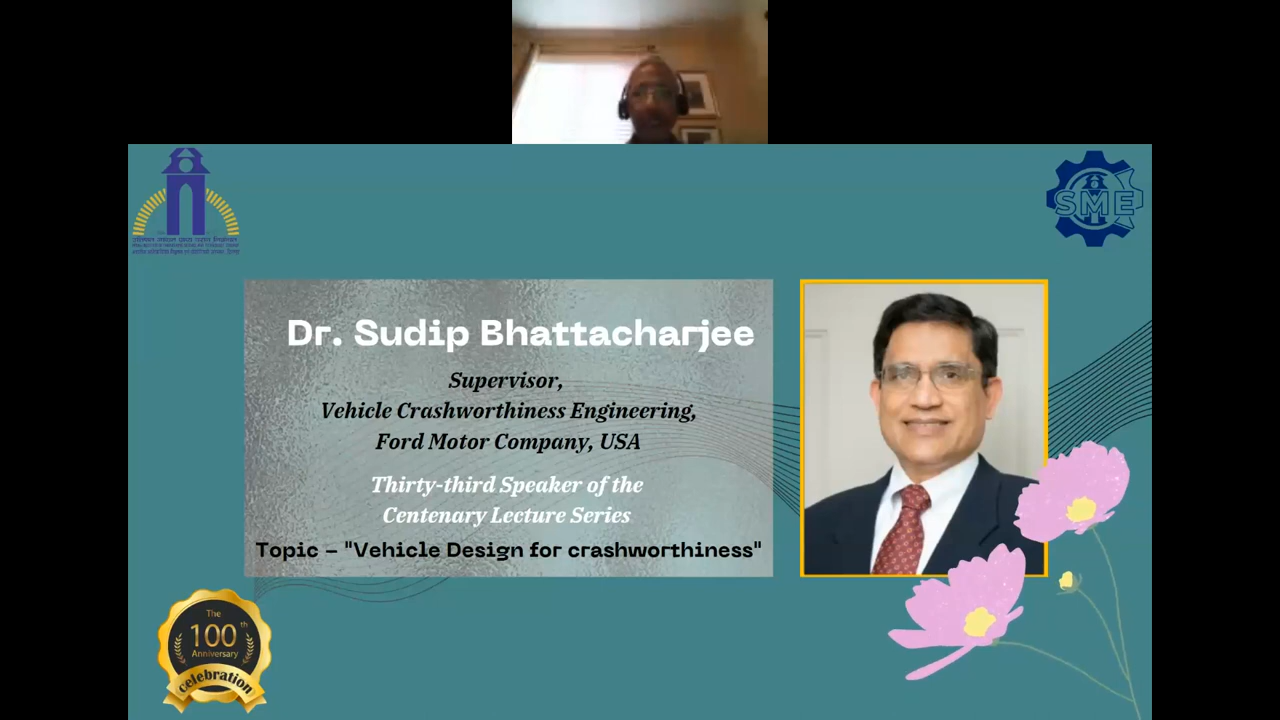 SME
Dr. Sudip Bhattacharjee
Supervisor,
Vehicle Crashworthiness Engineering,
Ford Motor Company, USA
Thirty-third Speaker of the
Centenary Lecture Series
Topic – "Vehicle Design for crashworthiness"
The
100th
Anniversary
celebration